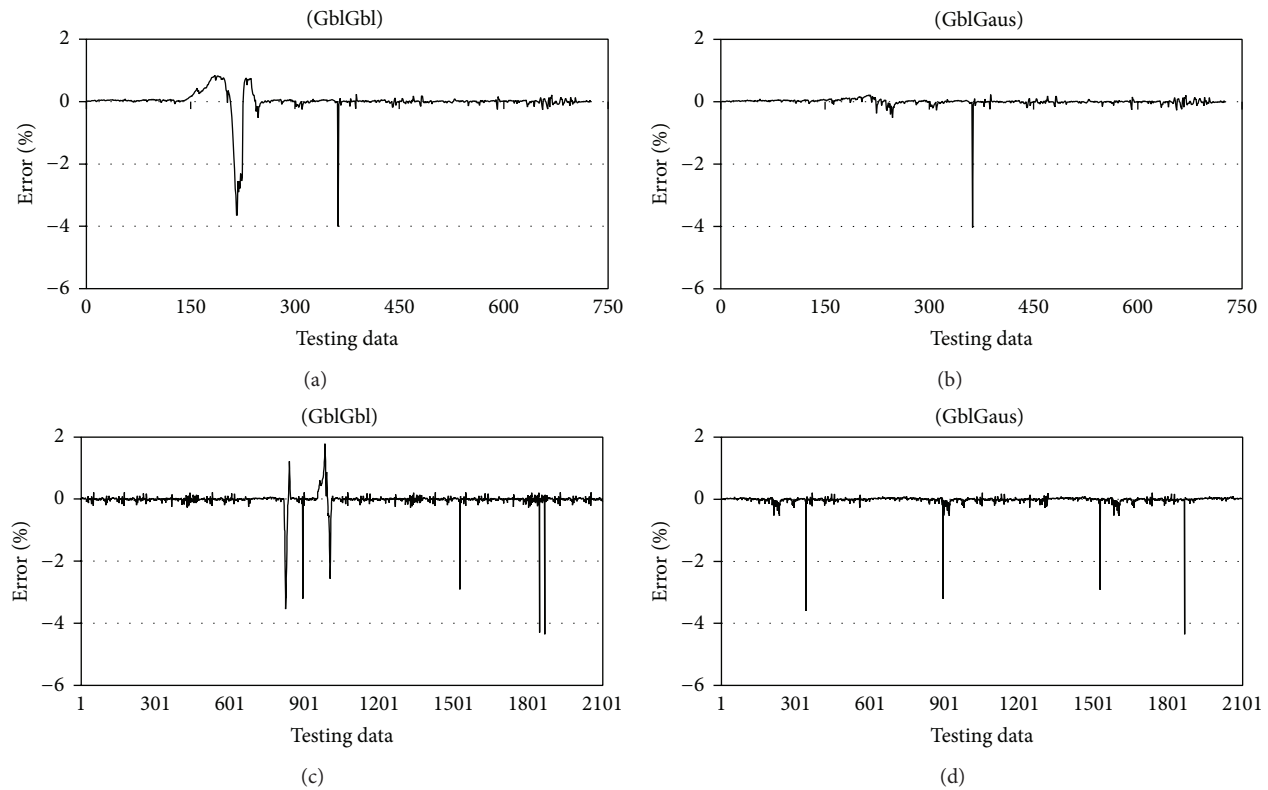 (GblGbl)
2
0
−2
−4
−6
Error (%)
0 150 300 450 600 750
Testing data
(a)
(GblGaus)
2
0
−2
−4
−6
Error (%)
0 150 300 450 600 750
Testing data
(b)
(GblGbl)
2
0
−2
−4
−6
Error (%)
1 301 601 901 1201 1501 1801 2101
Testing data
(c)
(GblGaus)
2
0
−2
−4
−6
Error (%)
1 301 601 901 1201 1501 1801 2101
Testing data
(d)